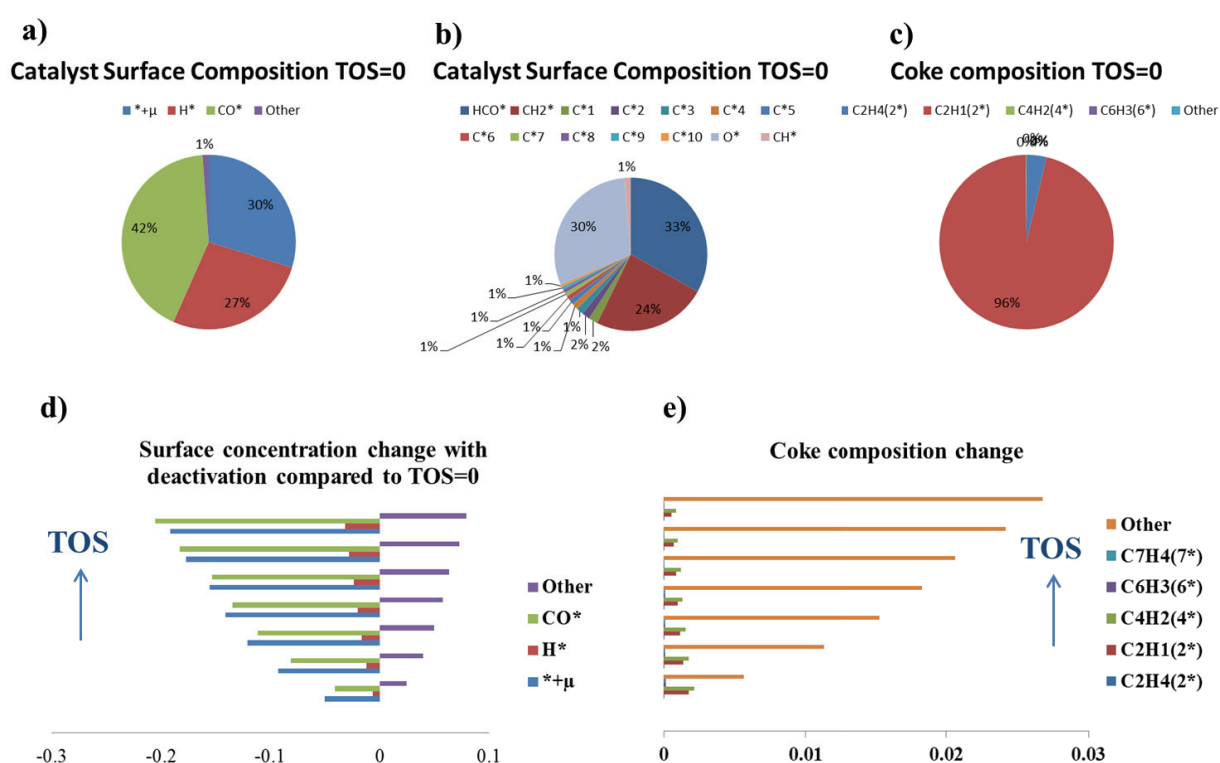 a)
Catalyst Surface Composition TOS=0
*+μ H* CO* Other
1%
30%
42%
27%
b)
Catalyst Surface Composition TOS=0
HCO* CH2* C*1 C*2 C*3 C*4 C*5
C*6 C*7 C*8 C*9 C*10 O* CH*
1%
30%
33%
24%
1%
1%
1%
1%
1%
1%
1%
1%
2%
2%
c)
Coke composition TOS=0
C2H4(2*) C2H1(2*) C4H2(4*) C6H3(6*) Other
96%
d)
Surface concentration change with
deactivation compared to TOS=0
TOS
Other
CO*
H*
*+μ
-0.3 -0.2 -0.1 0 0.1
e)
Coke composition change
TOS
Other
C7H4(7*)
C6H3(6*)
C4H2(4*)
C2H1(2*)
C2H4(2*)
0 0.01 0.02 0.03